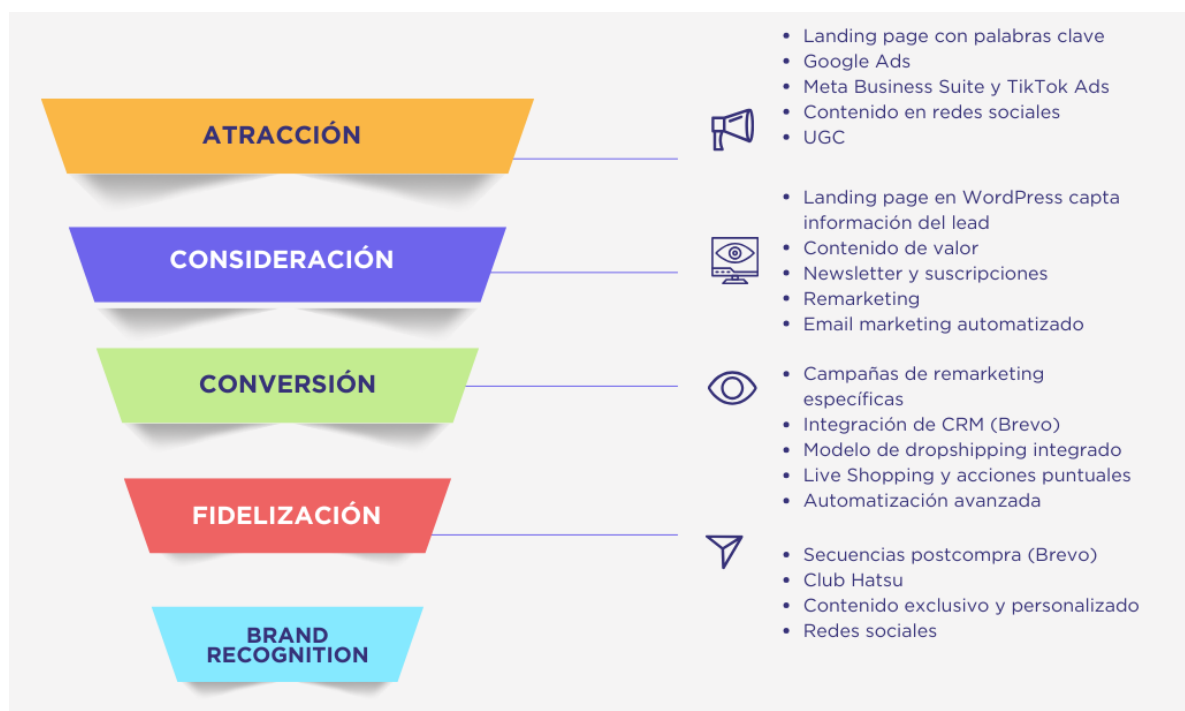 ATRACCIÓN
• Landing page con palabras clave
• Google Ads
• Meta Business Suite y TikTok Ads
• Contenido en redes sociales
• UGC
CONSIDERACIÓN
• Landing page en WordPress capta
información del lead
• Contenido de valor
• Newsletter y suscripciones
• Remarketing
• Email marketing automatizado
CONVERSIÓN
• Campañas de remarketing
específicas
• Integración de CRM (Brevo)
• Modelo de dropshipping integrado
• Live Shopping y acciones puntuales
• Automatización avanzada
FIDELIZACIÓN
• Secuencias postcompra (Brevo)
• Club Hatsu
• Contenido exclusivo y personalizado
• Redes sociales
BRAND
RECOGNITION